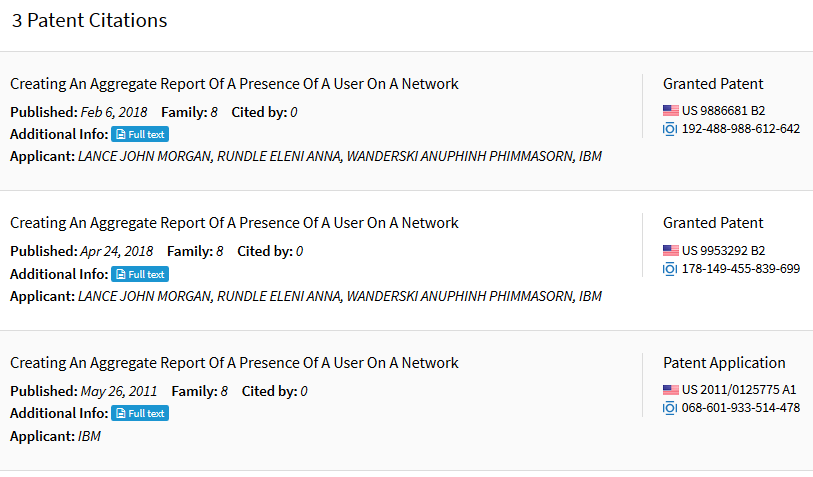 3 Patent Citations
Creating An Aggregate Report Of A Presence Of A User On A Network
Published: Feb 6, 2018 Family: 8 Cited by: 0
Additional Info: Full text
Applicant: LANCE JOHN MORGAN, RUNDLE ELENI ANNA, WANDERSKI ANUPHINH PHIMMASORN, IBM
Granted Patent
US 9886681 B2
192-488-988-612-642
Creating An Aggregate Report Of A Presence Of A User On A Network
Published: Apr 24, 2018 Family: 8 Cited by: 0
Additional Info: Full text
Applicant: LANCE JOHN MORGAN, RUNDLE ELENI ANNA, WANDERSKI ANUPHINH PHIMMASORN, IBM
Granted Patent
US 9953292 B2
178-149-455-839-699
Creating An Aggregate Report Of A Presence Of A User On A Network
Published: May 26, 2011 Family: 8 Cited by: 0
Additional Info: Full text
Applicant: IBM
Patent Application
US 2011/0125775 A1
068-601-933-514-478